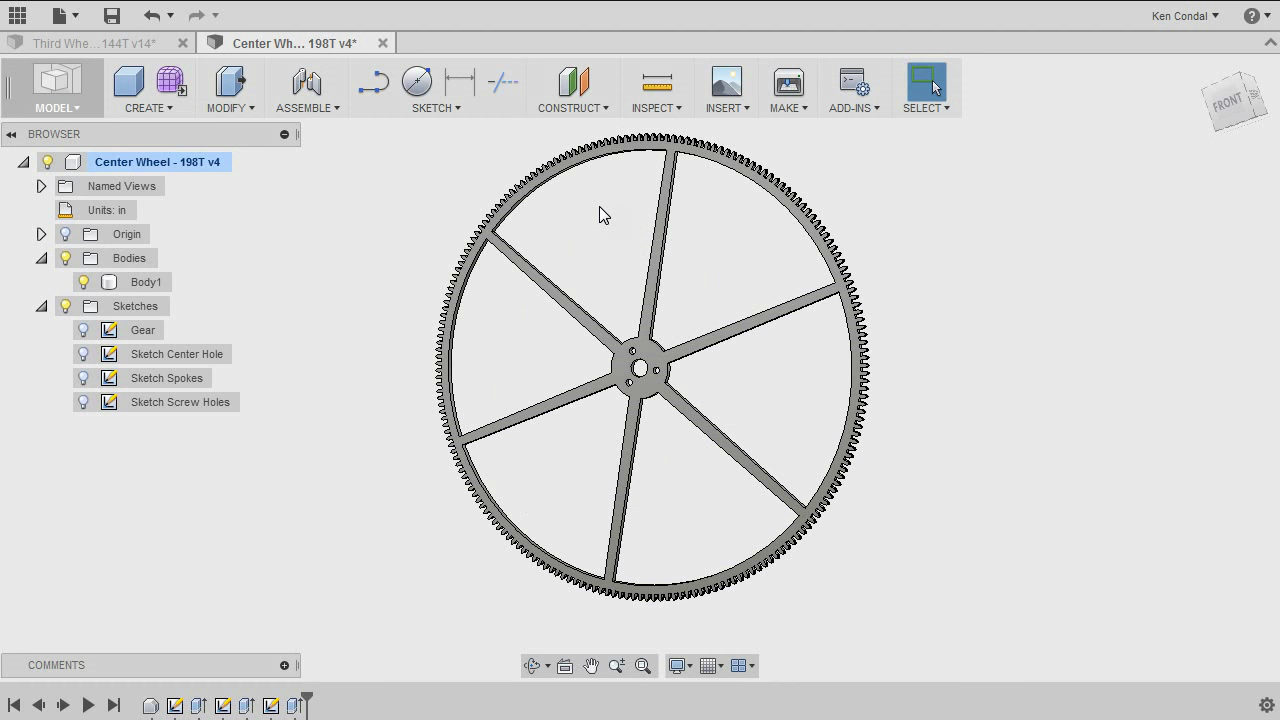 Ken Condal
Third Whe...144T v14*
Center Wh... 198T v4*
MODEL
CREATE
MODIFY
ASSEMBLE
SKETCH
CONSTRUCT
INSPECT
INSERT
MAKE
ADD-INS
SELECT
FRONT
BROWSER
Center Wheel - 198T v4
Named Views
Units: in
Origin
Bodies
Body1
Sketches
Gear
Sketch Center Hole
Sketch Spokes
Sketch Screw Holes
COMMENTS